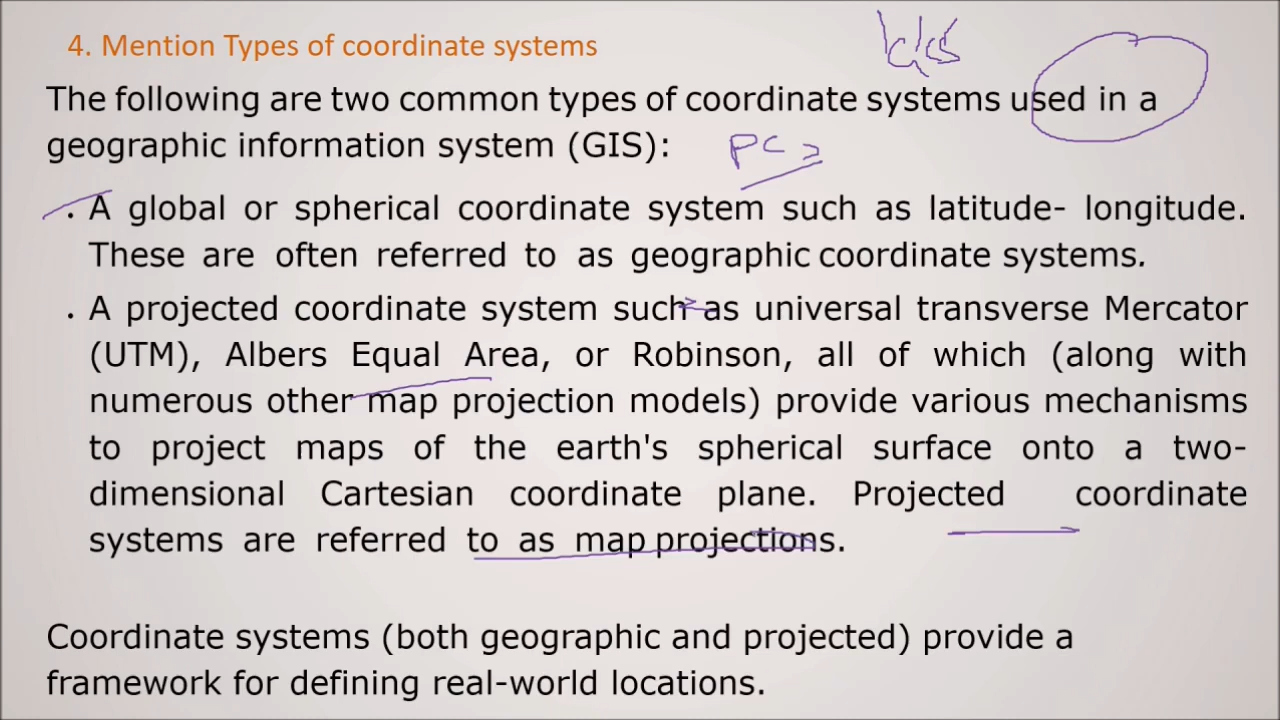 4. Mention Types of coordinate systems
GCS
The following are two common types of coordinate systems used in a
geographic information system (GIS):
PCS
• A global or spherical coordinate system such as latitude- longitude.
These are often referred to as geographic coordinate systems.
• A projected coordinate system such as universal transverse Mercator
(UTM), Albers Equal Area, or Robinson, all of which (along with
numerous other map projection models) provide various mechanisms
to project maps of the earth's spherical surface onto a two-
dimensional Cartesian coordinate plane. Projected coordinate
systems are referred to as map projections.
Coordinate systems (both geographic and projected) provide a
framework for defining real-world locations.